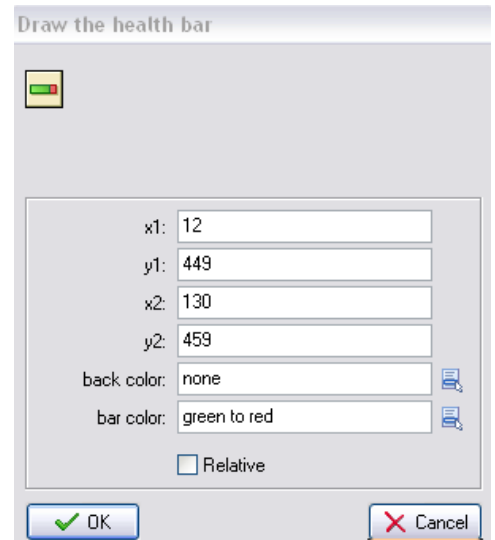 Draw the health bar
x1: 12
y1: 449
x2: 130
y2: 459
back color: none
bar color: green to red
Relative
OK Cancel